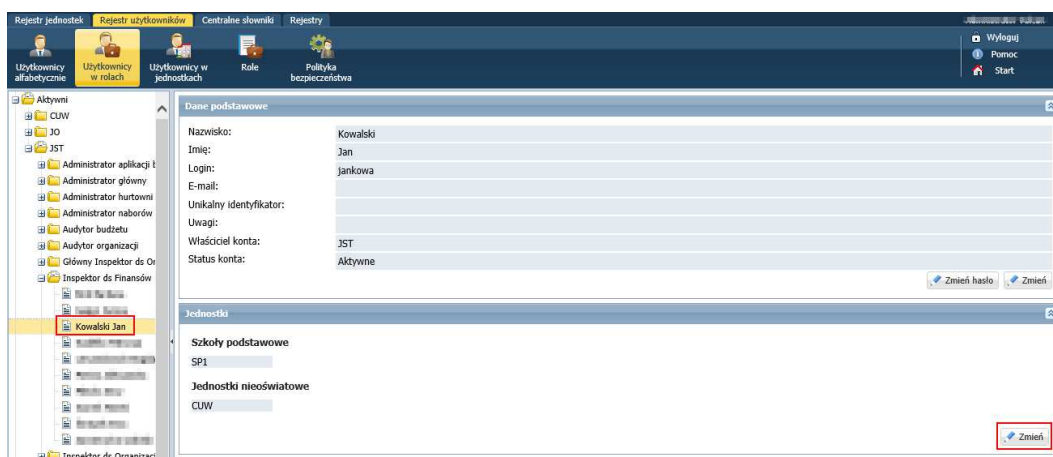 Rejestr jednostek Rejestr użytkowników Centralne słowniki Rejestry
Użytkownicy alfabetycznie
Użytkownicy w rolach
Użytkownicy w jednostkach
Role
Polityka bezpieczeństwa
Wyloguj
Pomoc
Start
Aktywni
CUW
JO
JST
Administrator aplikacji
Administrator główny
Administrator hurtowni
Administrator naborów
Audytor budżetu
Audytor organizacji
Główny Inspektor ds
Inspektor ds Finansów
Kowalski Jan
Inspektor ds Organizacj
Dane podstawowe
Nazwisko: Kowalski
Imię: Jan
Login: jankowa
E-mail:
Unikalny identyfikator:
Uwagi:
Właściciel konta: JST
Status konta: Aktywne
Zmień hasło Zmień
Jednostki
Szkoły podstawowe
SP1
Jednostki nieoświatowe
CUW
Zmień